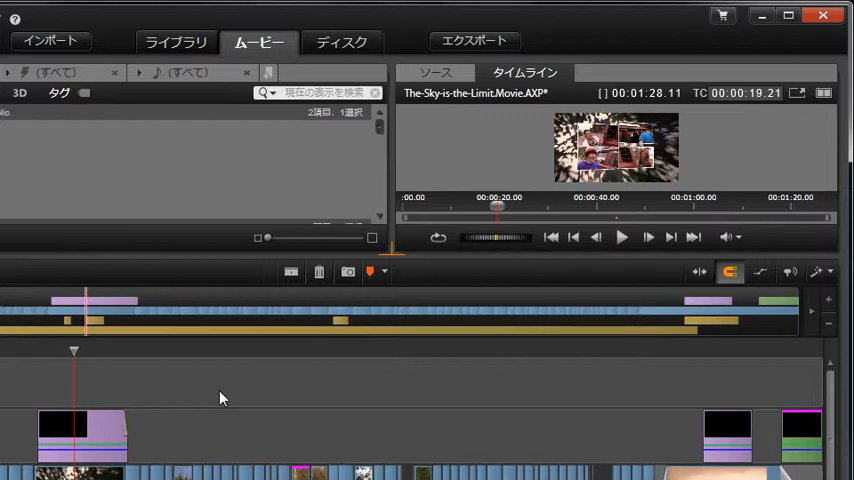 インポート
ライブラリ
ムービー
ディスク
エクスポート
(すべて)
(すべて)
ソース
タイムライン
3D
タグ
現在の表示を検索
The-Sky-is-the-Limit.Movie.AXP*
[ ] 00:01:28.11
TC 00:00:19.21
lic
2項目、1選択
:00.00
00:00:20.00
00:00:40.00
00:01:00.00
00:01:20.00